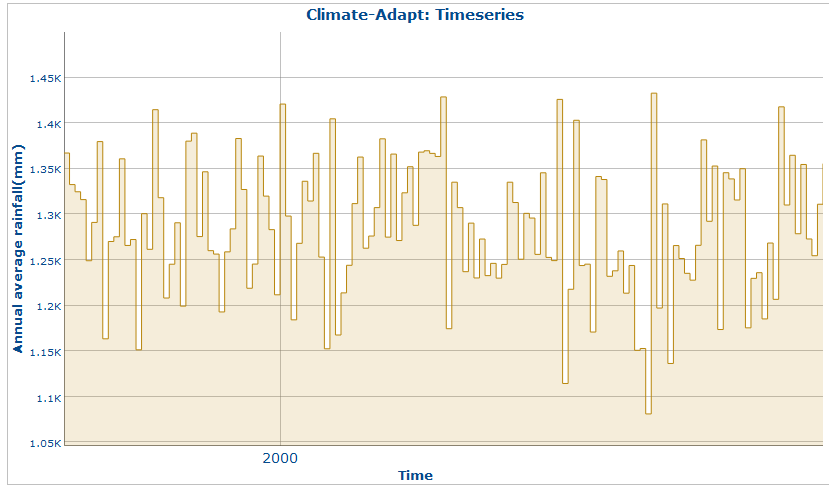 Climate-Adapt: Timeseries
Annual average rainfall(mm)
1.45K
1.4K
1.35K
1.3K
1.25K
1.2K
1.15K
1.1K
1.05K
2000
Time